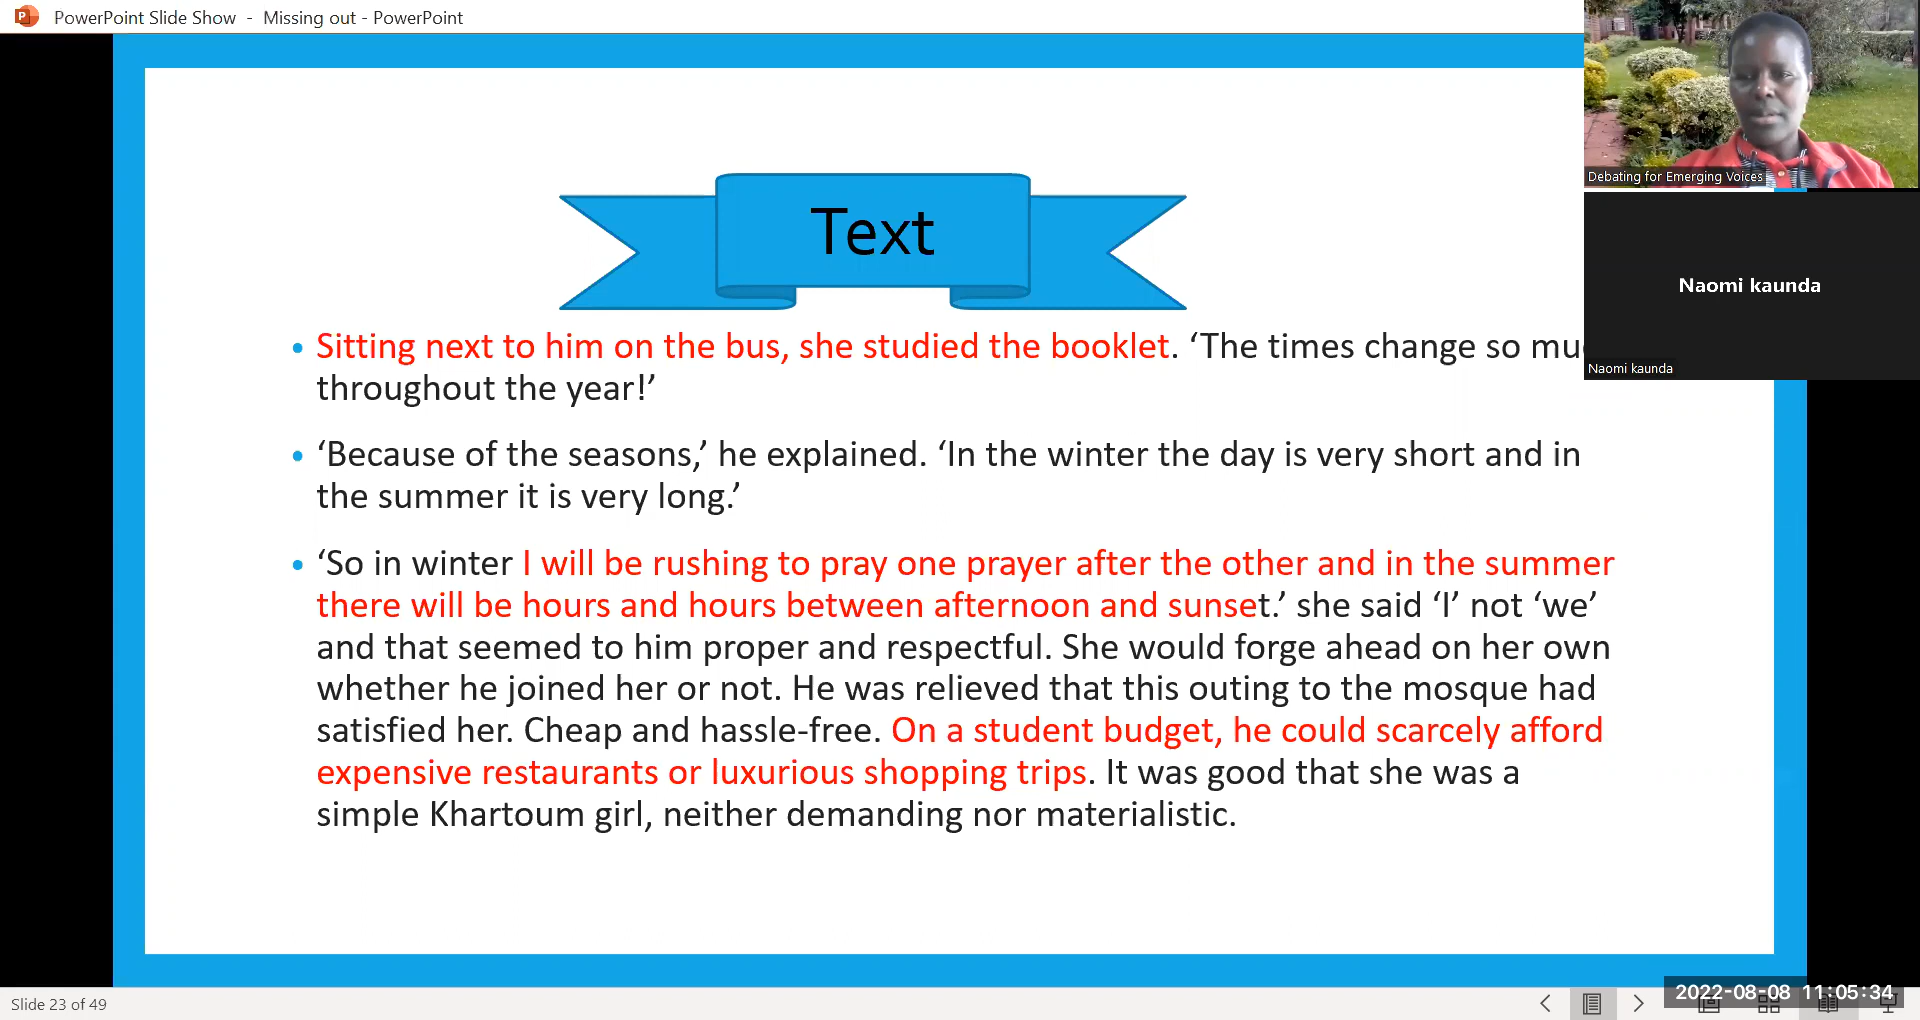 PowerPoint Slide Show - Missing out - PowerPoint
Debating for Emerging Voices
Naomi kaunda
Naomi kaunda
Text
• Sitting next to him on the bus, she studied the booklet. ‘The times change so
throughout the year!’
• ‘Because of the seasons,’ he explained. ‘In the winter the day is very short and in
the summer it is very long.’
• ‘So in winter I will be rushing to pray one prayer after the other and in the summer
there will be hours and hours between afternoon and sunset.’ she said ‘I’ not ‘we’
and that seemed to him proper and respectful. She would forge ahead on her own
whether he joined her or not. He was relieved that this outing to the mosque had
satisfied her. Cheap and hassle-free. On a student budget, he could scarcely afford
expensive restaurants or luxurious shopping trips. It was good that she was a
simple Khartoum girl, neither demanding nor materialistic.
Slide 23 of 49
2022-08-08 11:05:34